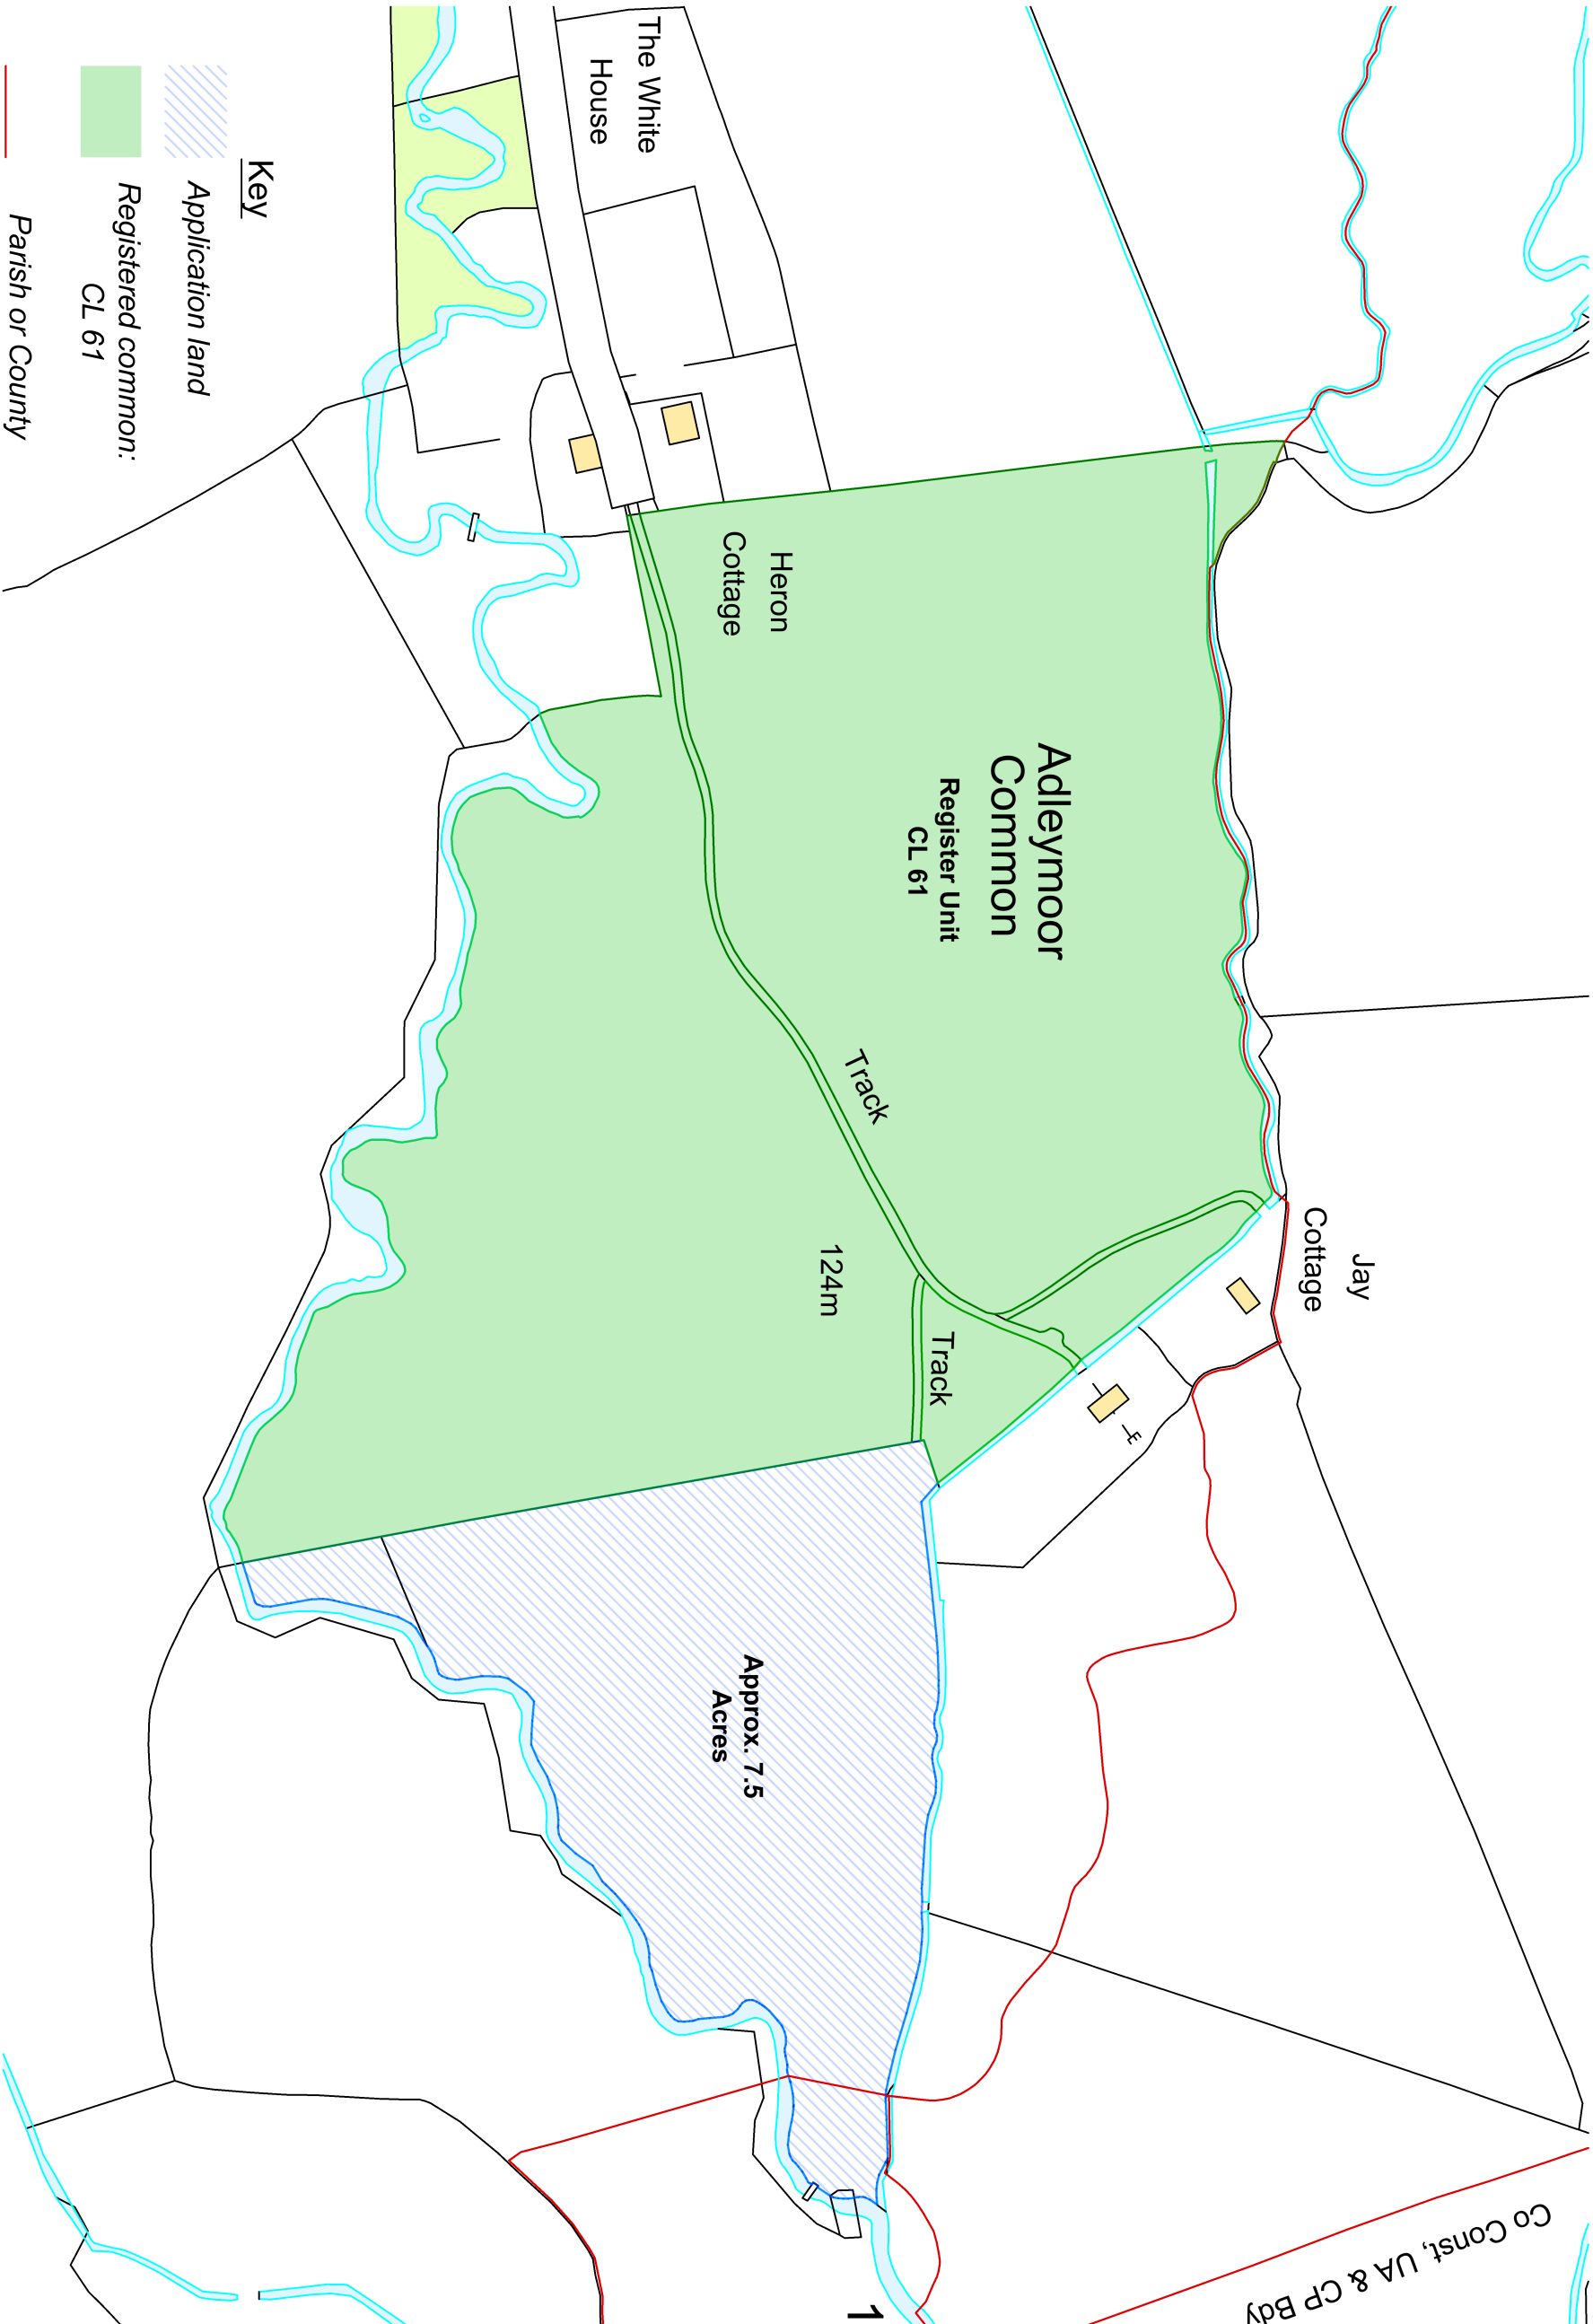 Jay
Cottage
Adleymoor
Common
Register Unit
CL 61
Track
Track
124m
Heron
Cottage
The White
House
Approx. 7.5
Acres
Co Const, UA & CP Bdy
1
Key
Application land
Registered common:
CL 61
Parish or County